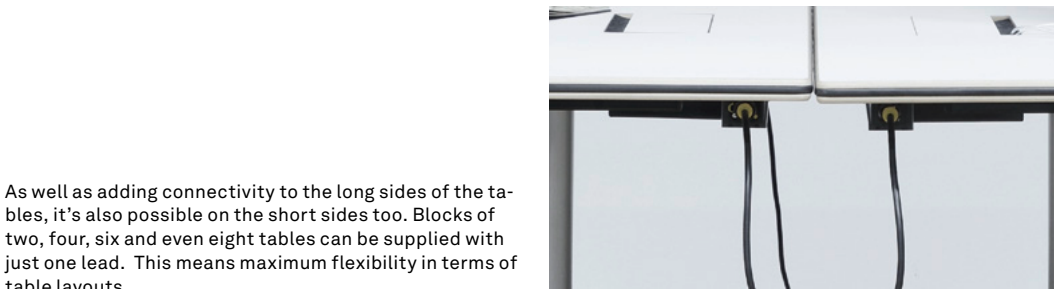 As well as adding connectivity to the long sides of the ta-
bles, it's also possible on the short sides too. Blocks of
two, four, six and even eight tables can be supplied with
just one lead.  This means maximum flexibility in terms of
table layouts